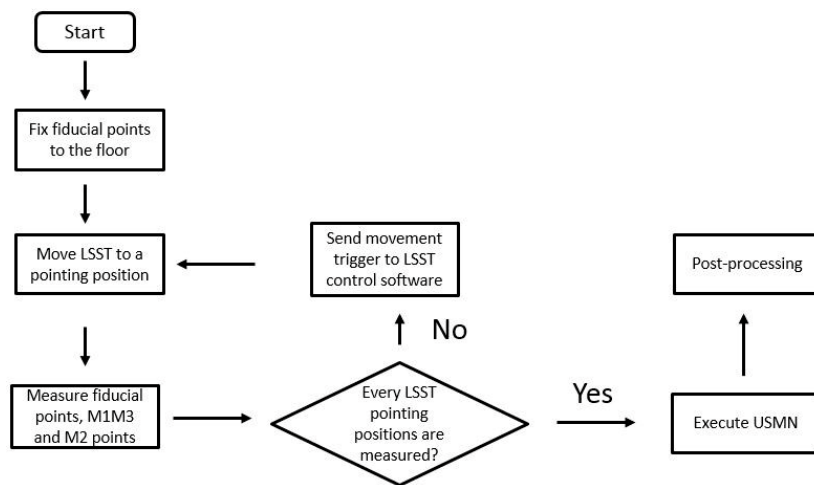 Start
Fix fiducial points
to the floor
Move LSST to a
pointing position
Send movement
trigger to LSST
control software
Post-processing
No
Measure fiducial
points, M1M3
and M2 points
Every LSST
pointing
positions are
measured?
Yes
Execute USMN